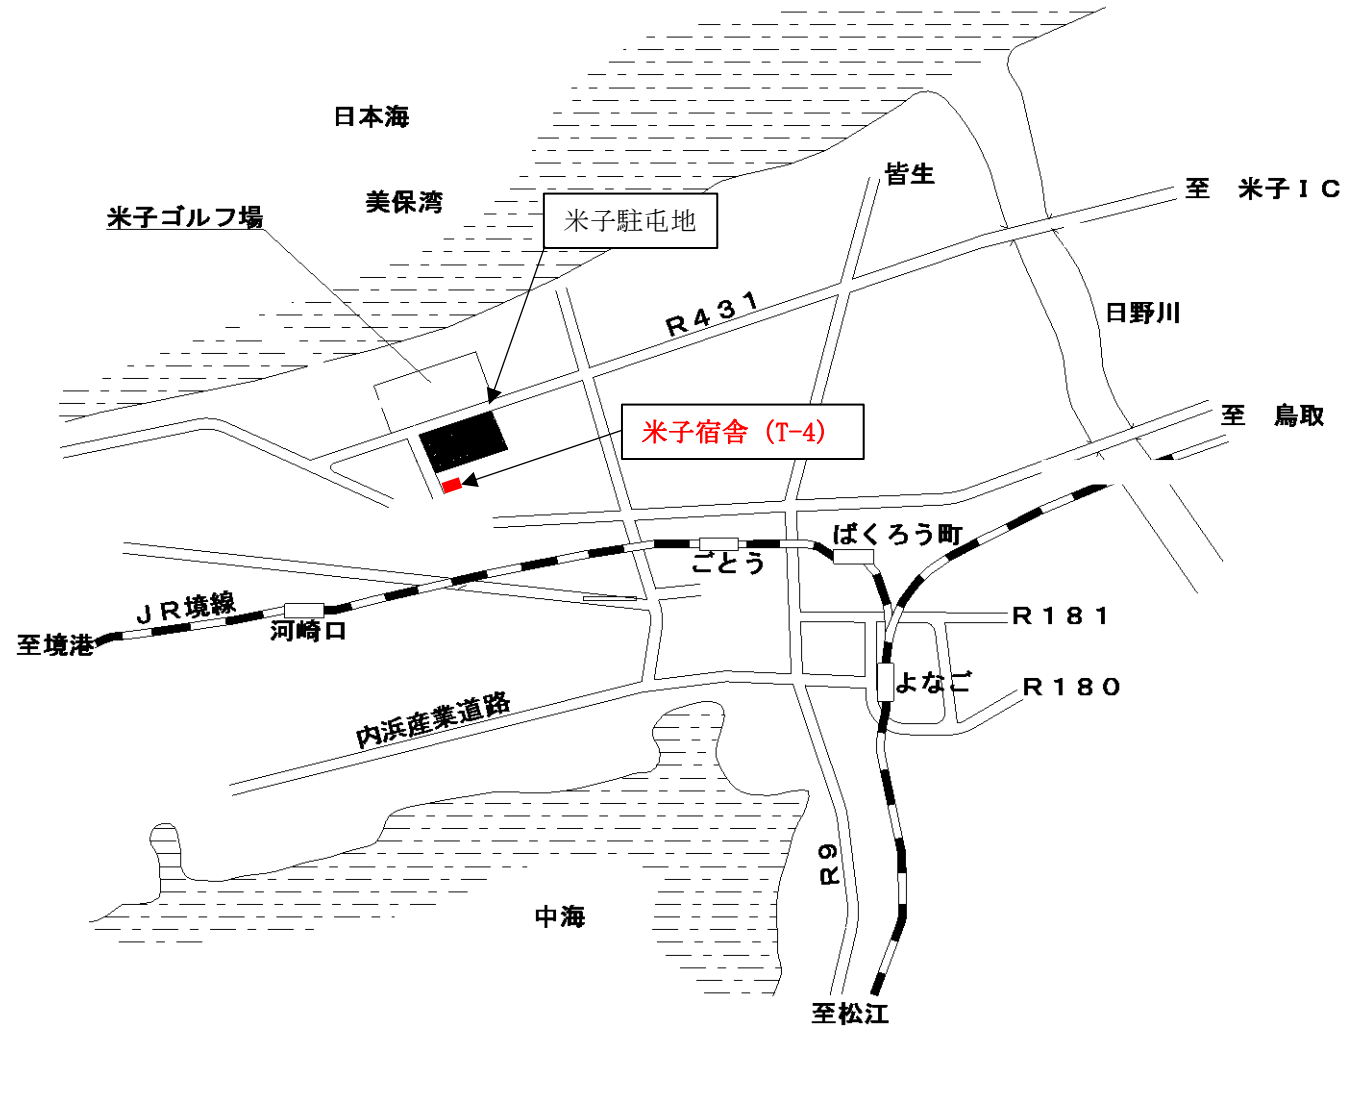 日本海
皆生
至　米子ＩＣ
美保湾
米子ゴルフ場
米子駐屯地
Ｒ４３１
日野川
至　鳥取
米子宿舎（T-4）
ばくろう町
ごとう
ＪＲ境線
河崎口
至境港
Ｒ１８１
よなご
Ｒ１８０
内浜産業道路
Ｒ９
中海
至松江